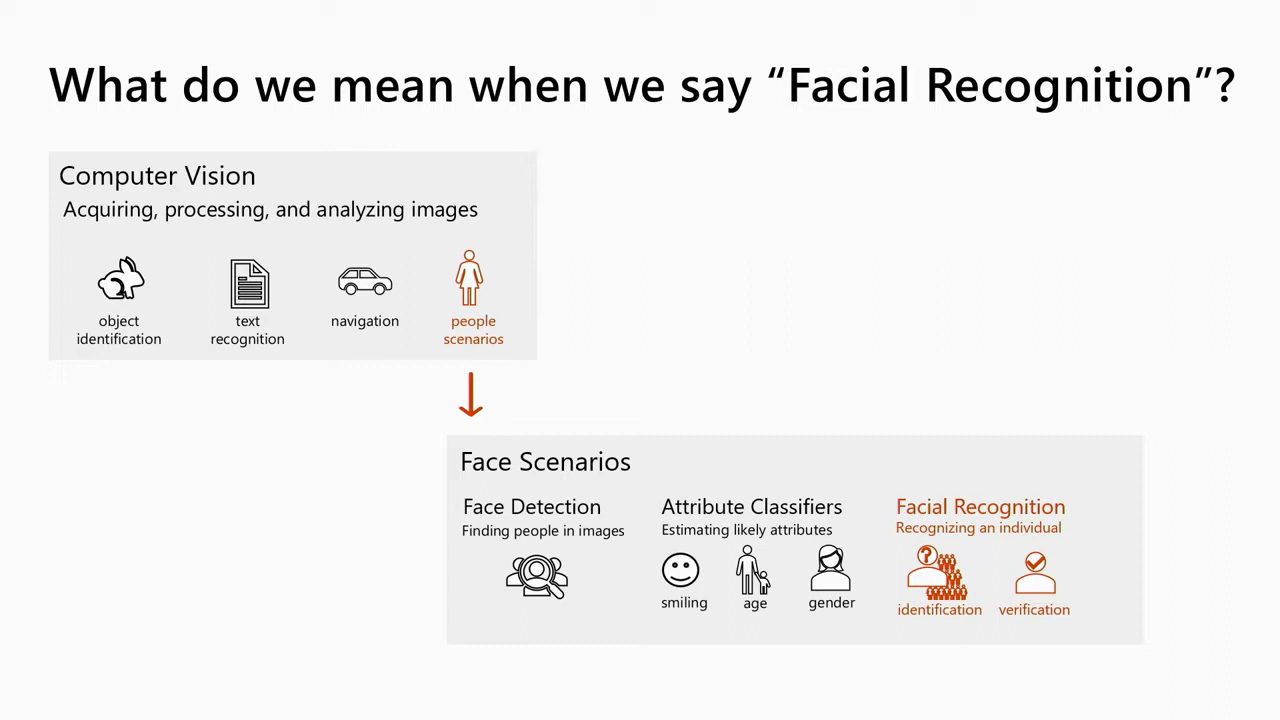 What do we mean when we say “Facial Recognition”?
Computer Vision
Acquiring, processing, and analyzing images
object
identification
text
recognition
navigation
people
scenarios
Face Scenarios
Face Detection
Finding people in images
Attribute Classifiers
Estimating likely attributes
smiling
age
gender
Facial Recognition
Recognizing an individual
?
identification
verification